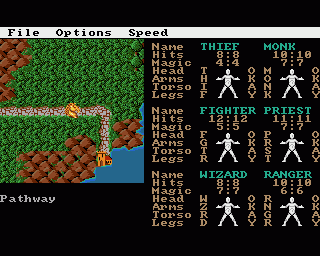 File Options Speed
Name THIEF MONK
Hits 8:8 10:10
Magic 4:4 7:7
Head T O M O
Arms H K O K
Torso I A N A
Legs F Y K Y
Name FIGHTER PRIEST
Hits 12:12 11:11
Magic 5:5 7:7
Head F O P O
Arms G K R K
Torso T A S A
Legs R Y T Y
Name WIZARD RANGER
Hits 8:8 10:10
Magic 7:7 6:6
Head W O R O
Arms Z K N K
Torso R A G A
Legs D Y R Y
Pathway